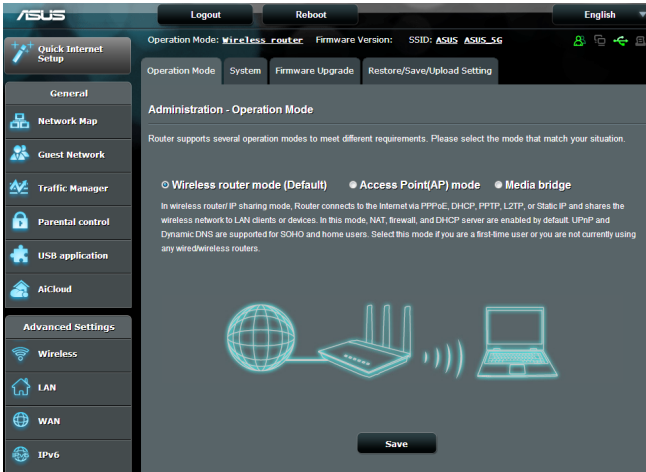 ASUS
Logout Reboot English
Operation Mode: Wireless router Firmware Version: SSID: ASUS ASUS_5G
Quick Internet
Setup
Operation Mode System Firmware Upgrade Restore/Save/Upload Setting
General
Network Map
Guest Network
Traffic Manager
Parental control
USB application
AiCloud
Advanced Settings
Wireless
LAN
WAN
IPv6
Administration - Operation Mode
Router supports several operation modes to meet different requirements. Please select the mode that match your situation.
Wireless router mode (Default) Access Point(AP) mode Media bridge
In wireless router/ IP sharing mode, Router connects to the Internet via PPPoE, DHCP, PPTP, L2TP, or Static IP and shares the
wireless network to LAN clients or devices. In this mode, NAT, firewall, and DHCP server are enabled by default. UPnP and
Dynamic DNS are supported for SOHO and home users. Select this mode if you are a first-time user or you are not currently using
any wired/wireless routers.
Save